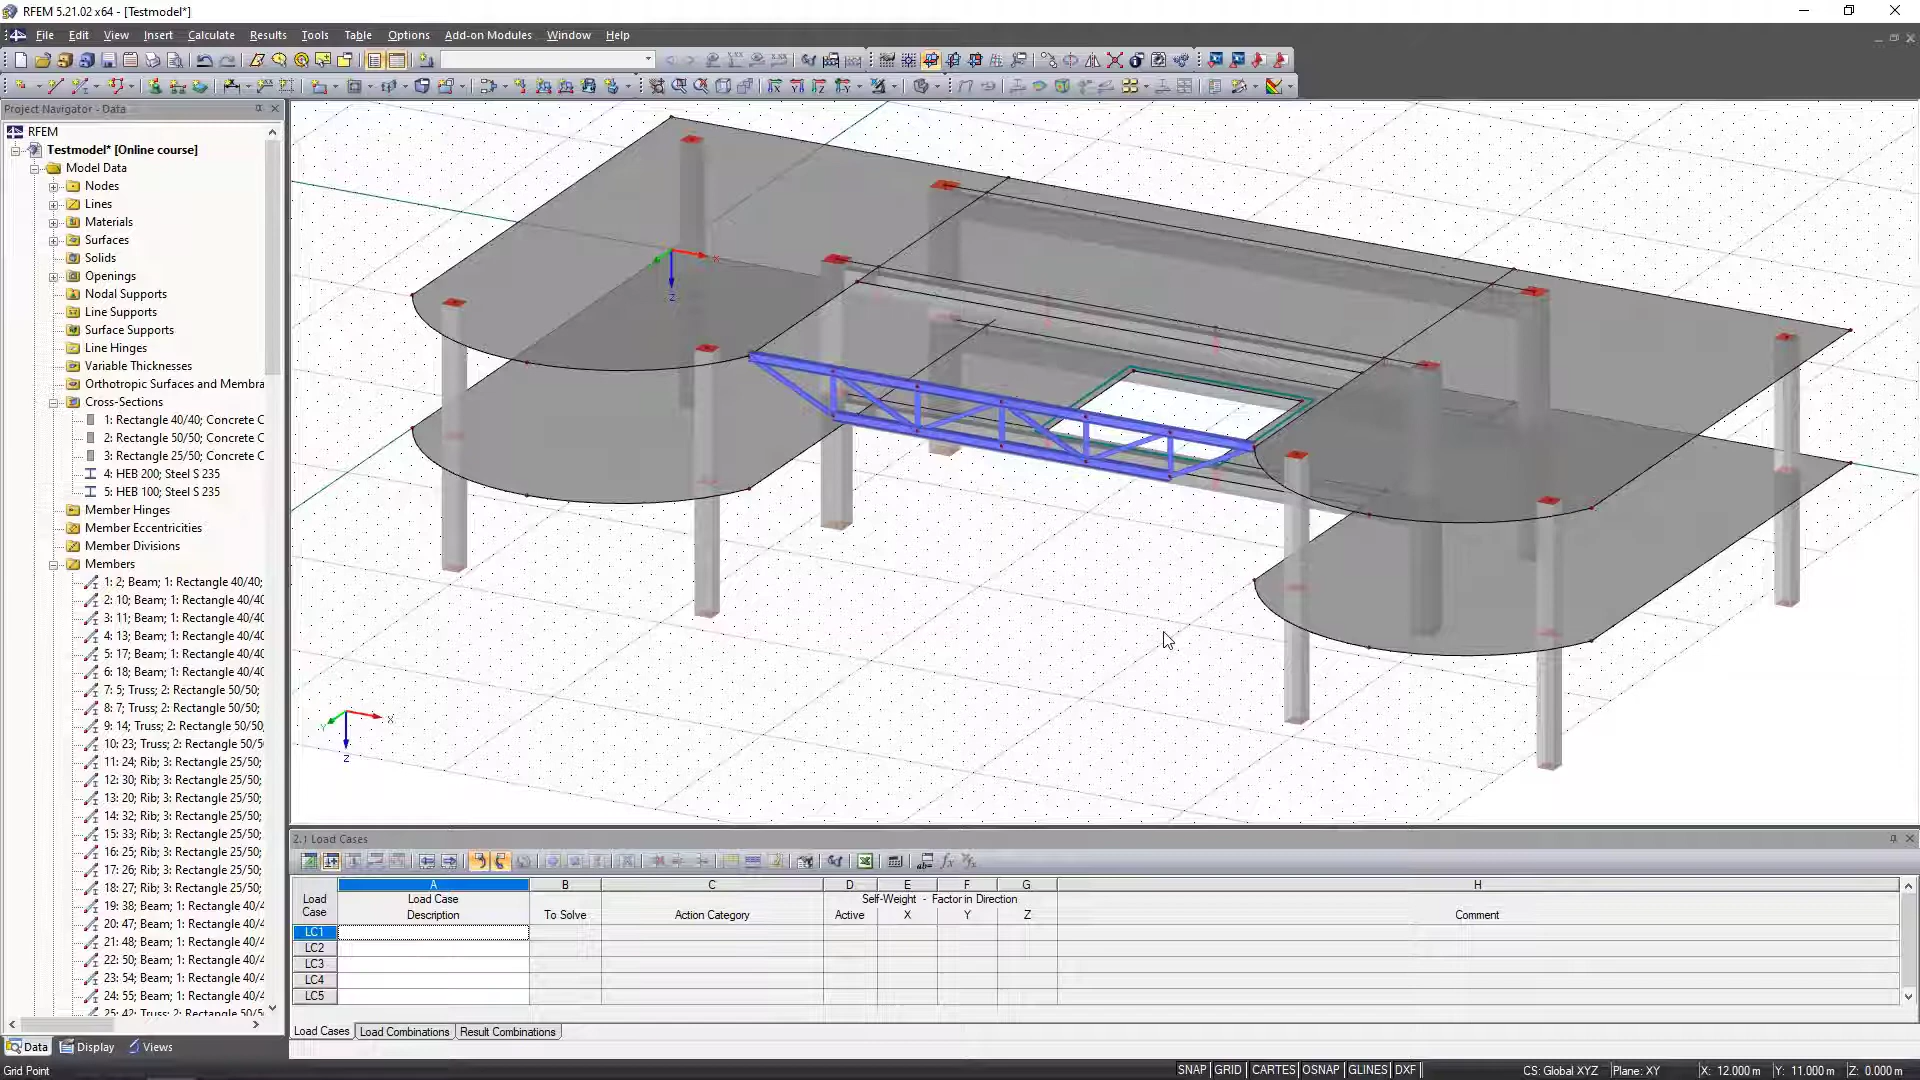 RFEM 5.21.02 x64 - [Testmodel*]
File Edit View Insert Calculate Results Tools Table Options Add-on Modules Window Help
Project Navigator - Data
RFEM
Testmodel* [Online course]
Model Data
Nodes
Lines
Materials
Surfaces
Solids
Openings
Nodal Supports
Line Supports
Surface Supports
Line Hinges
Variable Thicknesses
Orthotropic Surfaces and Membra
Cross-Sections
1: Rectangle 40/40; Concrete C
2: Rectangle 50/50; Concrete C
3: Rectangle 25/50; Concrete C
4: HEB 200; Steel S 235
5: HEB 100; Steel S 235
Member Hinges
Member Eccentricities
Member Divisions
Members
1: 2; Beam; 1: Rectangle 40/40;
2: 10; Beam; 1: Rectangle 40/40
3: 11; Beam; 1: Rectangle 40/40
4: 13; Beam; 1: Rectangle 40/40
5: 17; Beam; 1: Rectangle 40/40
6: 18; Beam; 1: Rectangle 40/40
7: 5; Truss; 2: Rectangle 50/50;
8: 7; Truss; 2: Rectangle 50/50;
9: 14; Truss; 2: Rectangle 50/50
10: 23; Truss; 2: Rectangle 50/5
11: 24; Rib; 3: Rectangle 25/50;
12: 30; Rib; 3: Rectangle 25/50;
13: 20; Rib; 3: Rectangle 25/50;
14: 32; Rib; 3: Rectangle 25/50;
15: 33; Rib; 3: Rectangle 25/50;
16: 25; Rib; 3: Rectangle 25/50;
17: 26; Rib; 3: Rectangle 25/50;
18: 27; Rib; 3: Rectangle 25/50;
19: 38; Beam; 1: Rectangle 40/4
20: 47; Beam; 1: Rectangle 40/4
21: 48; Beam; 1: Rectangle 40/4
22: 50; Beam; 1: Rectangle 40/4
23: 54; Beam; 1: Rectangle 40/4
24: 55; Beam; 1: Rectangle 40/4
25: 42; Truss; 2: Rectangle 50/5
Data Display Views
X
Z
Y
X
Z
2.1 Load Cases
A B C D E F G H
Load Case
Load Case Description
To Solve
Action Category
Self-Weight - Factor in Direction
Active X Y Z
Comment
LC1
LC2
LC3
LC4
LC5
Load Cases Load Combinations Result Combinations
Grid Point
SNAP GRID CARTES OSNAP GLINES DXF
CS: Global XYZ Plane: XY X: 12.000 m Y: 11.000 m Z: 0.000 m